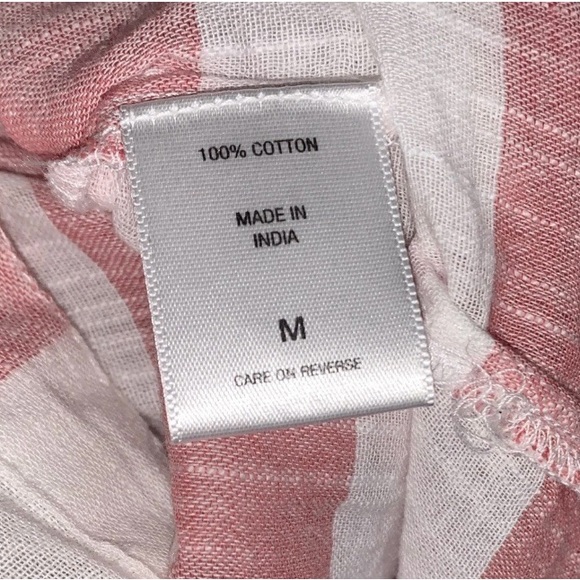 100% COTTON
MADE IN
INDIA
M
CARE ON REVERSE